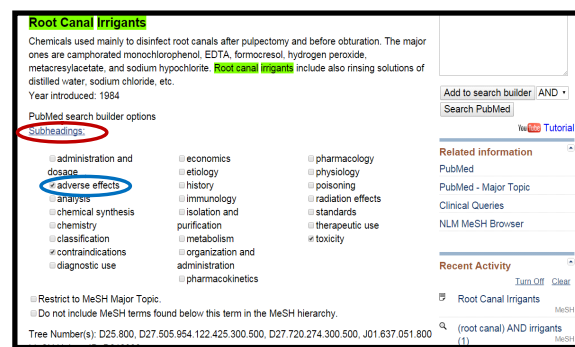 Root Canal Irrigants
Chemicals used mainly to disinfect root canals after pulpectomy and before obturation. The major
ones are camphorated monochlorophenol, EDTA, formocresol, hydrogen peroxide,
metacresylacetate, and sodium hypochlorite. Root canal irrigants include also rinsing solutions of
distilled water, sodium chloride, etc.
Year introduced: 1984
PubMed search builder options
Subheadings:
administration and
dosage
adverse effects
analysis
chemical synthesis
chemistry
classification
contraindications
diagnostic use
economics
etiology
history
immunology
isolation and
purification
metabolism
organization and
administration
pharmacokinetics
pharmacology
physiology
poisoning
radiation effects
standards
therapeutic use
toxicity
Restrict to MeSH Major Topic.
Do not include MeSH terms found below this term in the MeSH hierarchy.
Tree Number(s): D25.800, D27.505.954.122.425.300.500, D27.720.274.300.500, J01.637.051.800
Add to search builder AND
Search PubMed
YouTube Tutorial
Related information
PubMed
PubMed - Major Topic
Clinical Queries
NLM MeSH Browser
Recent Activity
Turn Off Clear
Root Canal Irrigants
MeSH
(root canal) AND irrigants
(1) MeSH